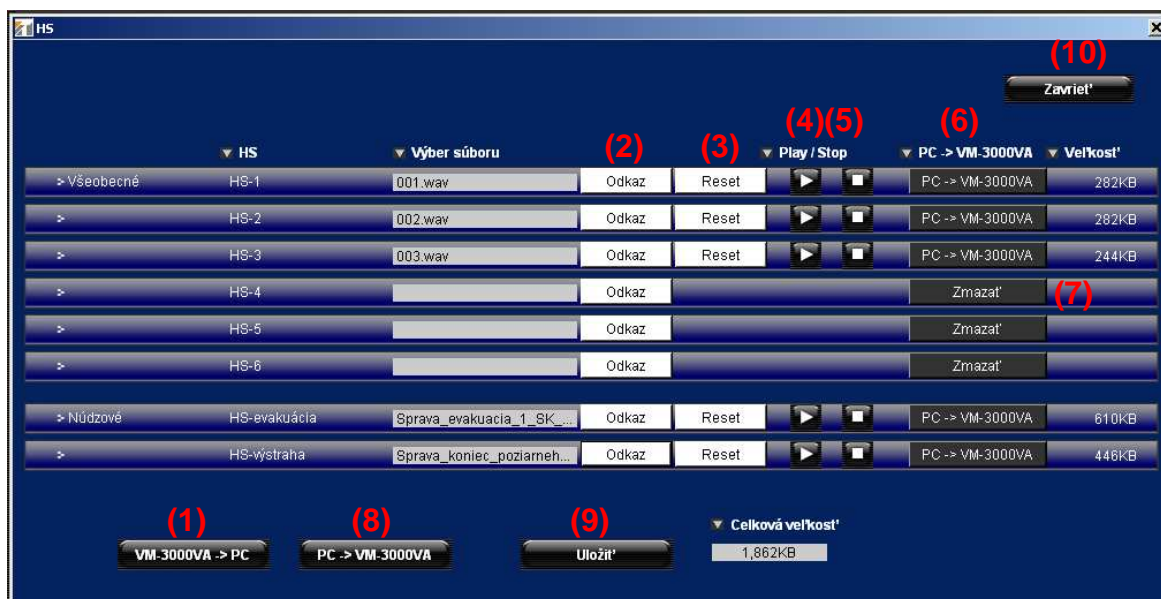 HS
(10)
Zavrieť
(2) (3) (4)(5) (6)
HS Výber súboru Play / Stop PC -> VM-3000VA Veľkosť
> Všeobecné HS-1 001.wav Odkaz Reset PC -> VM-3000VA 282KB
> HS-2 002.wav Odkaz Reset PC -> VM-3000VA 282KB
> HS-3 003.wav Odkaz Reset PC -> VM-3000VA 244KB
> HS-4 Odkaz Zmazať (7)
> HS-5 Odkaz Zmazať
> HS-6 Odkaz Zmazať
> Núdzové HS-evakuácia Sprava_evakuacia_1_SK_... Odkaz Reset PC -> VM-3000VA 610KB
> HS-výstraha Sprava_koniec_poziarneh... Odkaz Reset PC -> VM-3000VA 446KB
(1) (8) (9) Celková veľkosť
VM-3000VA -> PC PC -> VM-3000VA Uložiť 1,862KB